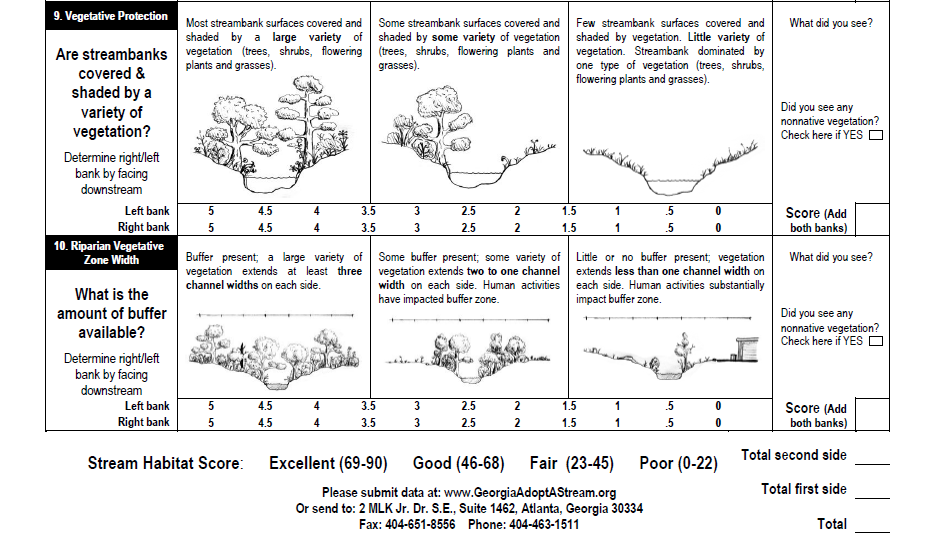 9. Vegetative Protection
Are streambanks
covered &
shaded by a
variety of
vegetation?
Determine right/left
bank by facing
downstream
Most streambank surfaces covered and
shaded by a large variety of
vegetation (trees, shrubs, flowering
plants and grasses).
Some streambank surfaces covered and
shaded by some variety of vegetation
(trees, shrubs, flowering plants and
grasses).
Few streambank surfaces covered and
shaded by vegetation. Little variety of
vegetation. Streambank dominated by
one type of vegetation (trees, shrubs,
flowering plants and grasses).
What did you see?
Did you see any
nonnative vegetation?
Check here if YES
Left bank 5 4.5 4 3.5 3 2.5 2 1.5 1 .5 0
Right bank 5 4.5 4 3.5 3 2.5 2 1.5 1 .5 0
Score (Add
both banks)
10. Riparian Vegetative
Zone Width
What is the
amount of buffer
available?
Determine right/left
bank by facing
downstream
Buffer present; a large variety of
vegetation extends at least three
channel widths on each side.
Some buffer present; some variety of
vegetation extends two to one channel
width on each side. Human activities
have impacted buffer zone.
Little or no buffer present; vegetation
extends less than one channel width on
each side. Human activities substantially
impact buffer zone.
What did you see?
Did you see any
nonnative vegetation?
Check here if YES
Left bank 5 4.5 4 3.5 3 2.5 2 1.5 1 .5 0
Right bank 5 4.5 4 3.5 3 2.5 2 1.5 1 .5 0
Score (Add
both banks)
Stream Habitat Score: Excellent (69-90) Good (46-68) Fair (23-45) Poor (0-22)
Total second side
Please submit data at: www.GeorgiaAdoptAStream.org
Or send to: 2 MLK Jr. Dr. S.E., Suite 1462, Atlanta, Georgia 30334
Fax: 404-651-8556 Phone: 404-463-1511
Total first side
Total